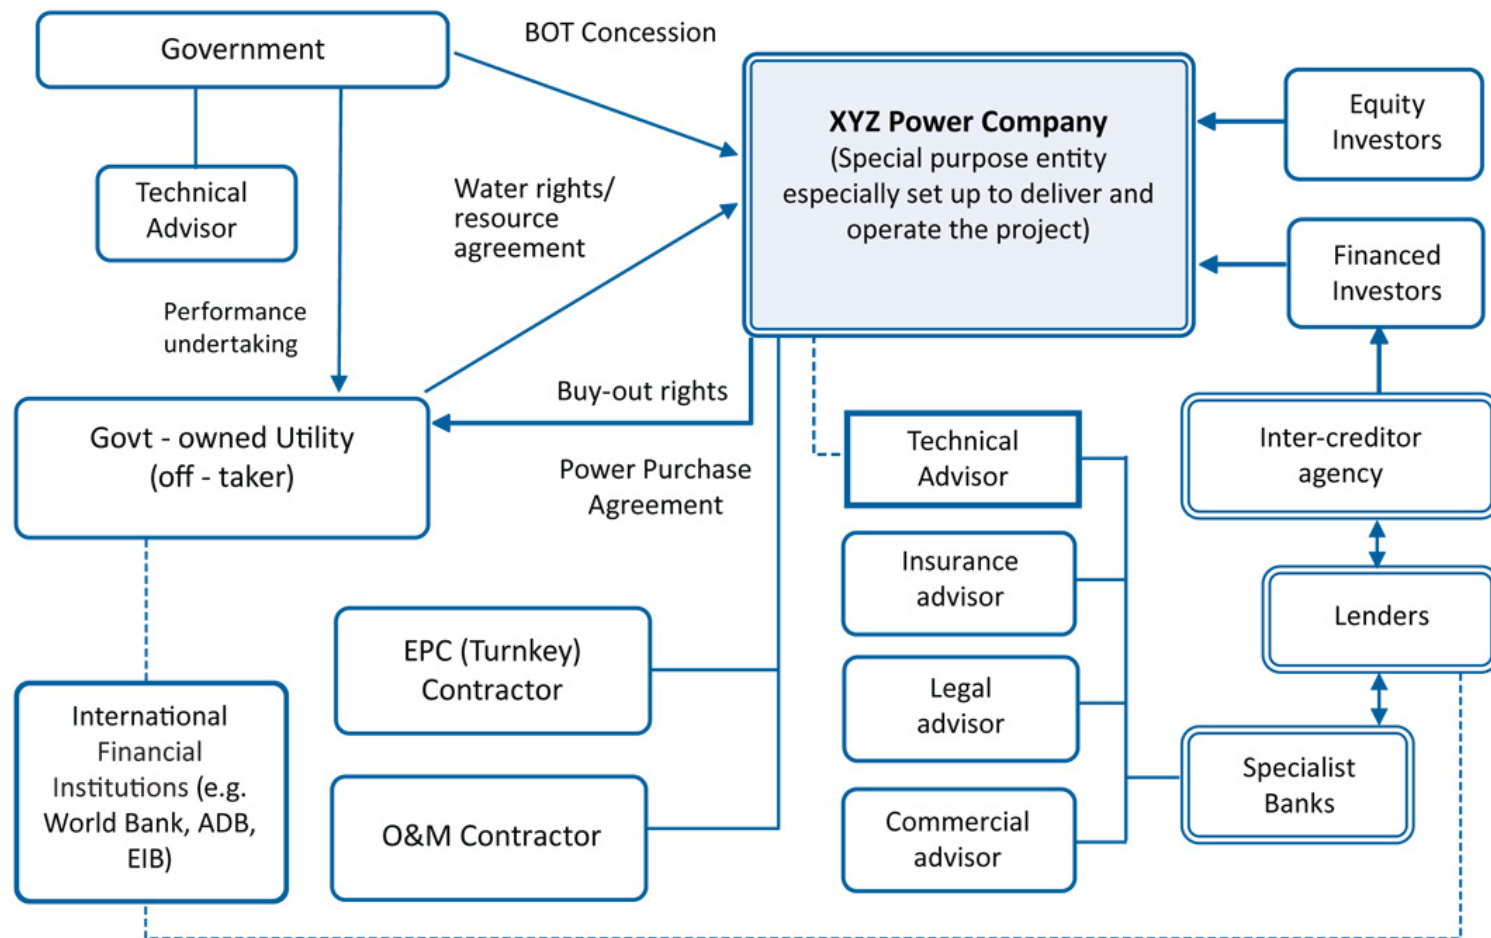 Government
BOT Concession
XYZ Power Company
(Special purpose entity
especially set up to deliver and
operate the project)
Equity
Investors
Technical
Advisor
Water rights/
resource
agreement
Financed
Investors
Performance
undertaking
Buy-out rights
Govt - owned Utility
(off - taker)
Power Purchase
Agreement
Technical
Advisor
Inter-creditor
agency
Insurance
advisor
Lenders
EPC (Turnkey)
Contractor
Legal
advisor
International
Financial
Institutions (e.g.
World Bank, ADB,
EIB)
Specialist
Banks
O&M Contractor
Commercial
advisor